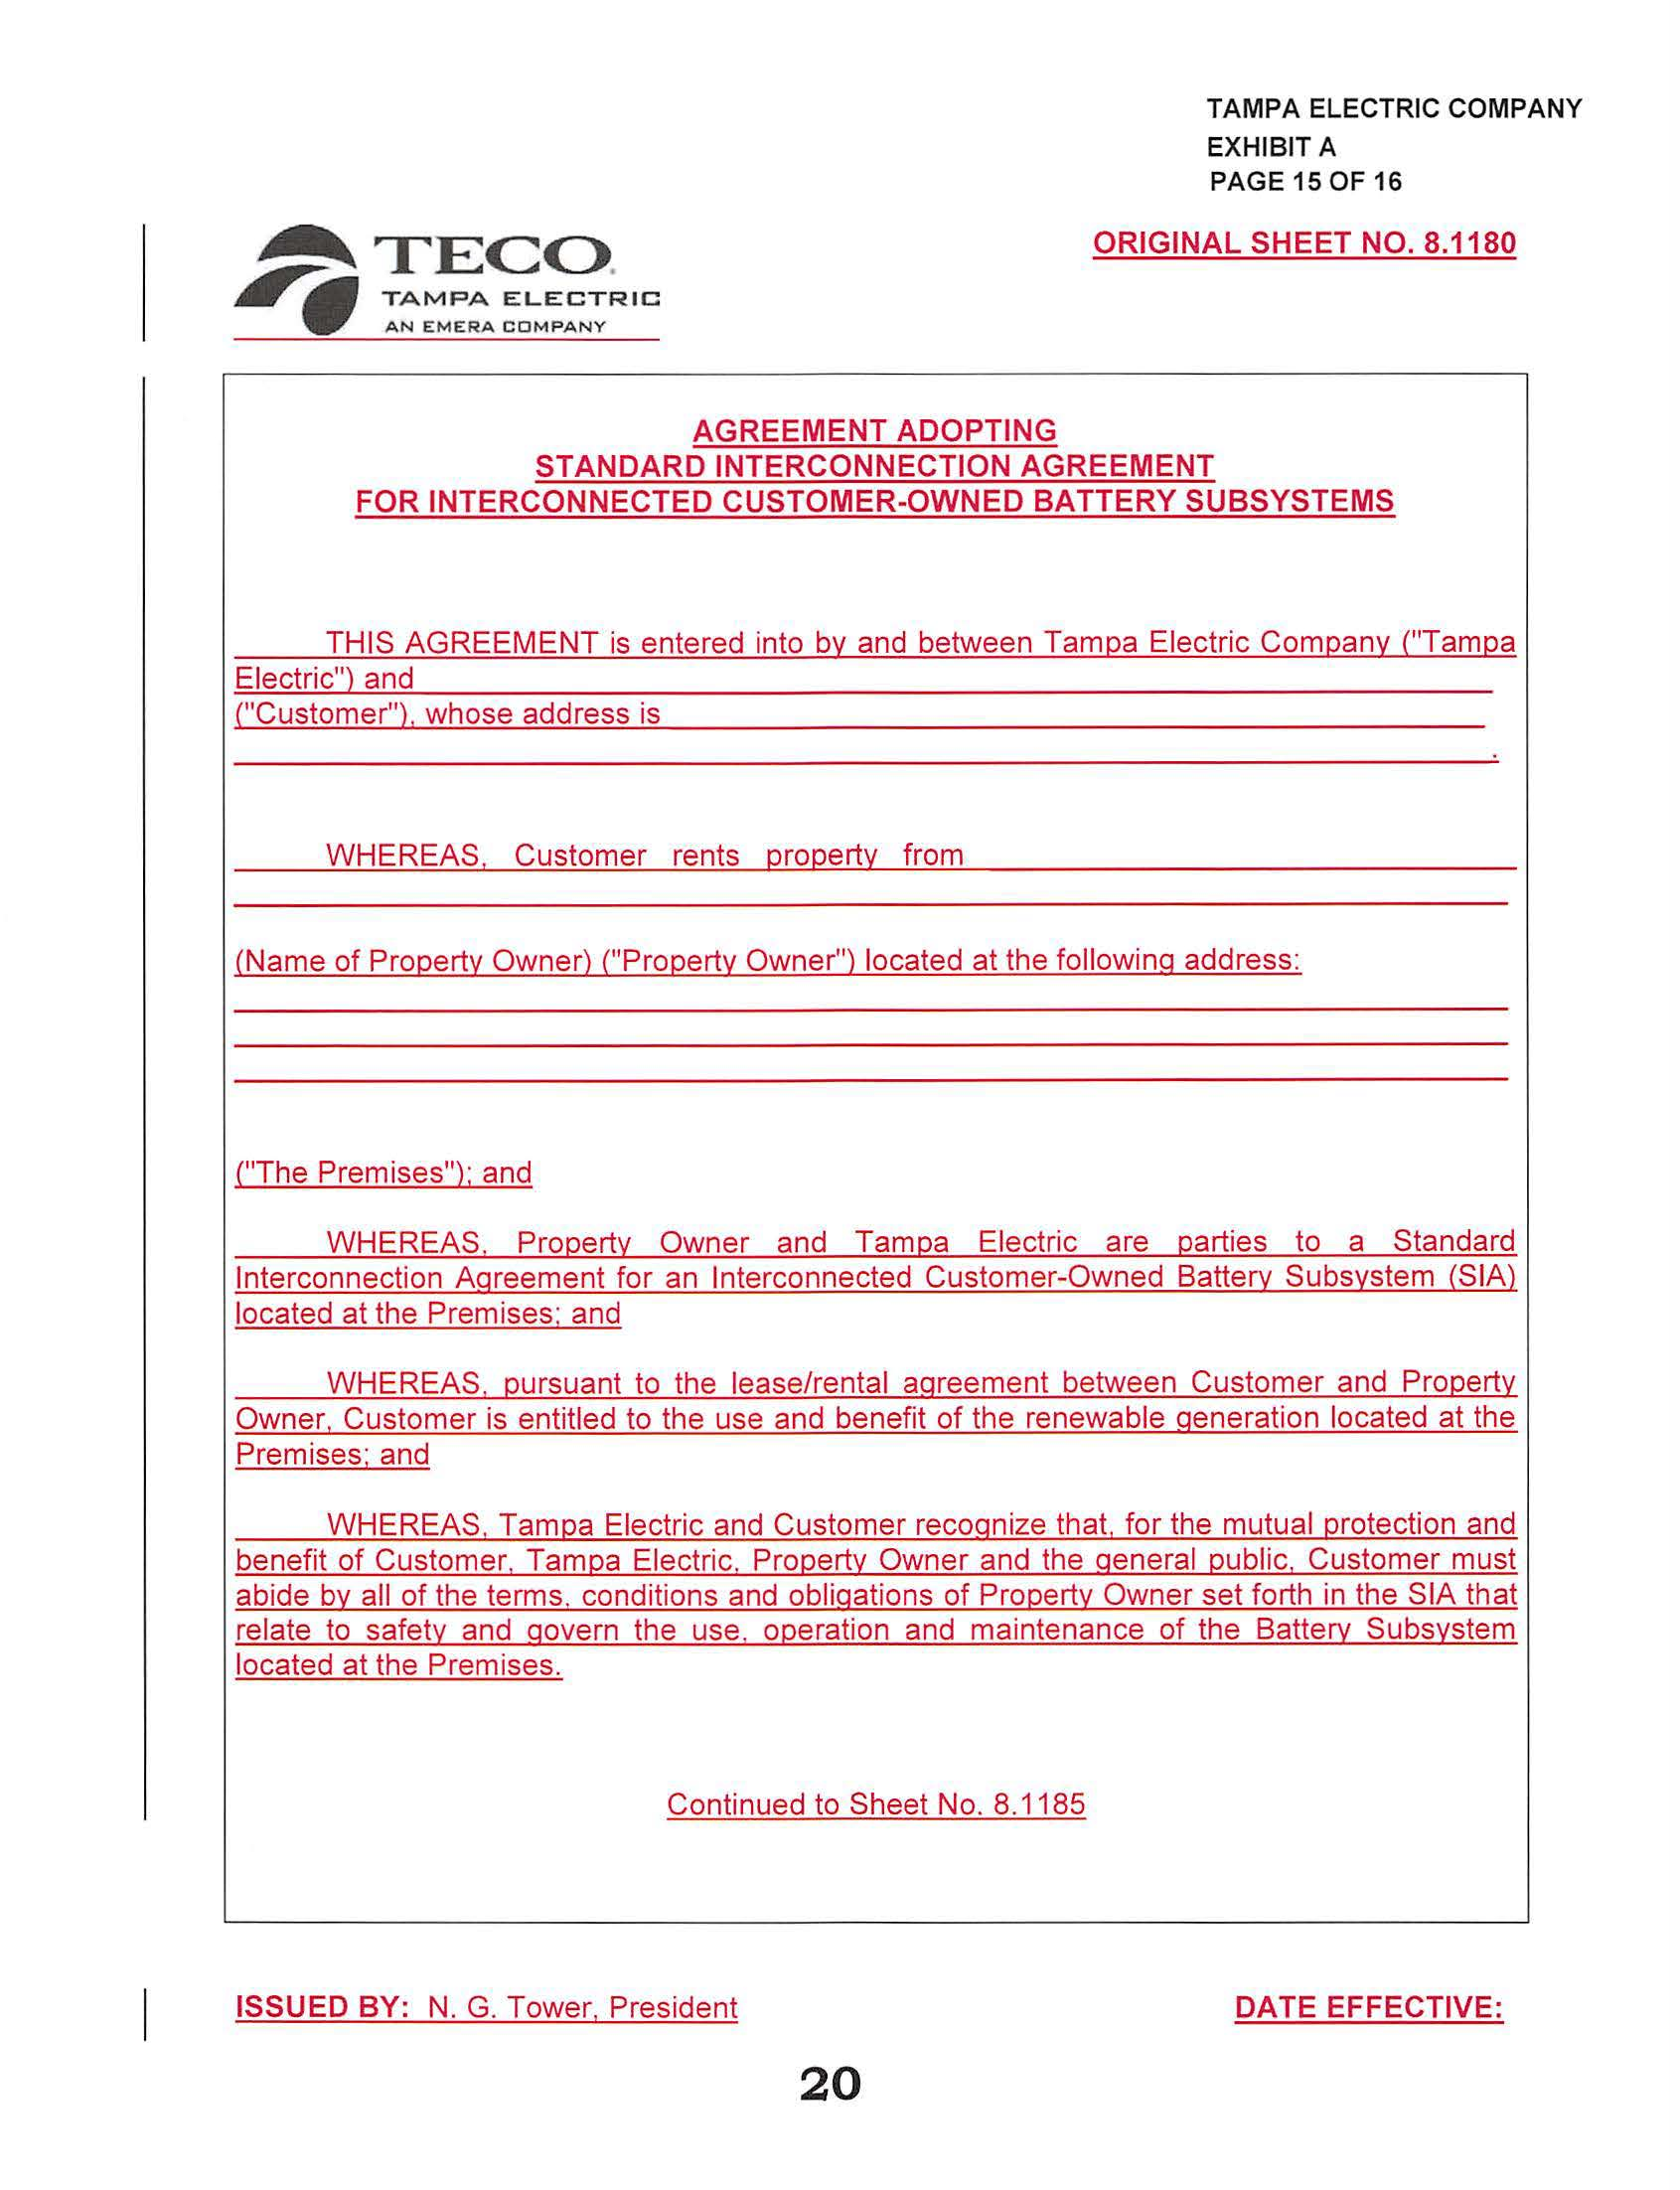 TAMPA ELECTRIC COMPANY
EXHIBIT A
PAGE 15 OF 16
ORIGINAL SHEET NO. 8.1180
TECO.
TAMPA ELECTRIC
AN EMERA COMPANY
AGREEMENT ADOPTING
STANDARD INTERCONNECTION AGREEMENT
FOR INTERCONNECTED CUSTOMER-OWNED BATTERY SUBSYSTEMS
THIS AGREEMENT is entered into by and between Tampa Electric Company ("Tampa
Electric") and
("Customer"), whose address is
.
WHEREAS, Customer rents property from
(Name of Property Owner) ("Property Owner") located at the following address:
("The Premises"); and
WHEREAS, Property Owner and Tampa Electric are parties to a Standard
Interconnection Agreement for an Interconnected Customer-Owned Battery Subsystem (SIA)
located at the Premises; and
WHEREAS, pursuant to the lease/rental agreement between Customer and Property
Owner, Customer is entitled to the use and benefit of the renewable generation located at the
Premises; and
WHEREAS, Tampa Electric and Customer recognize that, for the mutual protection and
benefit of Customer, Tampa Electric, Property Owner and the general public, Customer must
abide by all of the terms, conditions and obligations of Property Owner set forth in the SIA that
relate to safety and govern the use, operation and maintenance of the Battery Subsystem
located at the Premises.
Continued to Sheet No. 8.1185
ISSUED BY: N. G. Tower, President
DATE EFFECTIVE:
20